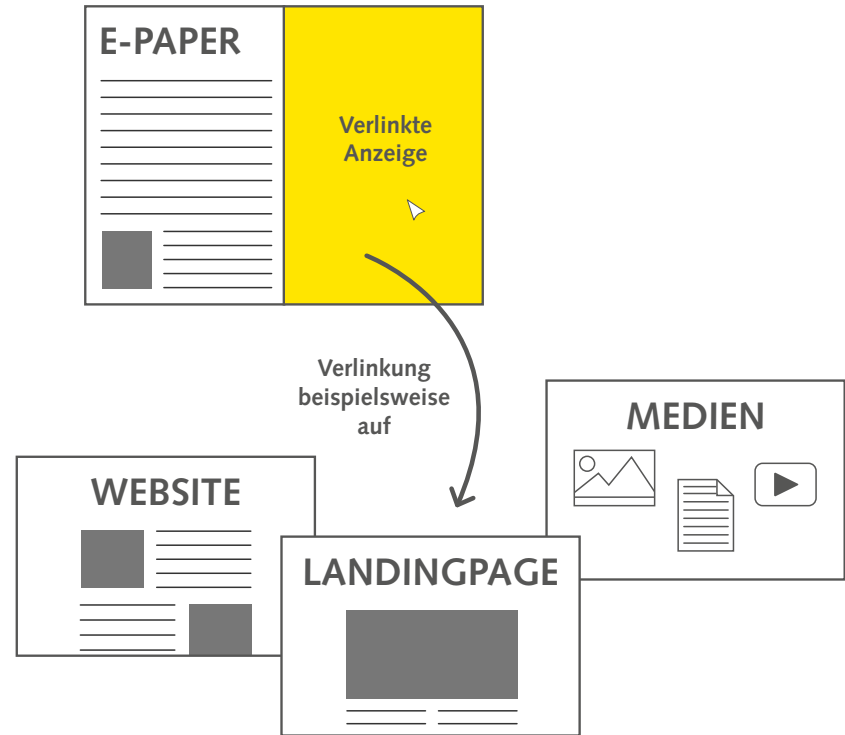 E-PAPER
Verlinkte
Anzeige
Verlinkung
beispielsweise
auf
MEDIEN
WEBSITE
LANDINGPAGE